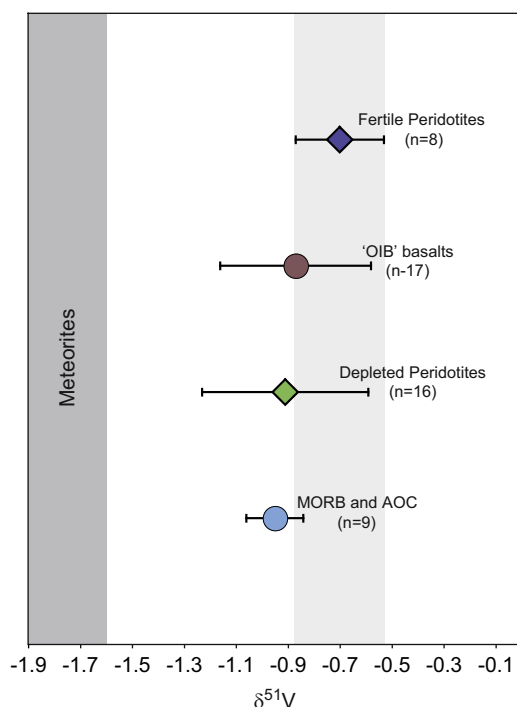 Fertile Peridotites
(n=8)
‘OIB’ basalts
(n-17)
Depleted Peridotites
(n=16)
MORB and AOC
(n=9)
Meteorites
-1.9 -1.7 -1.5 -1.3 -1.1 -0.9 -0.7 -0.5 -0.3 -0.1
δ⁵¹V